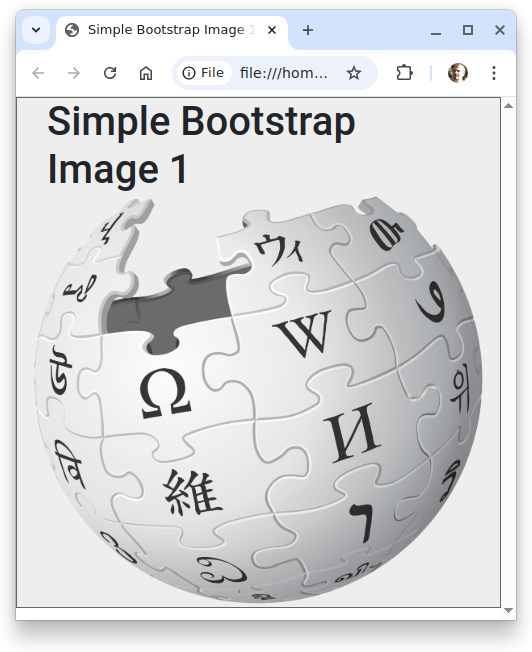 Simple Bootstrap Image 1
File
file:///hom...
Simple Bootstrap
Image 1
ウィ
W
Ω
И
維
ר